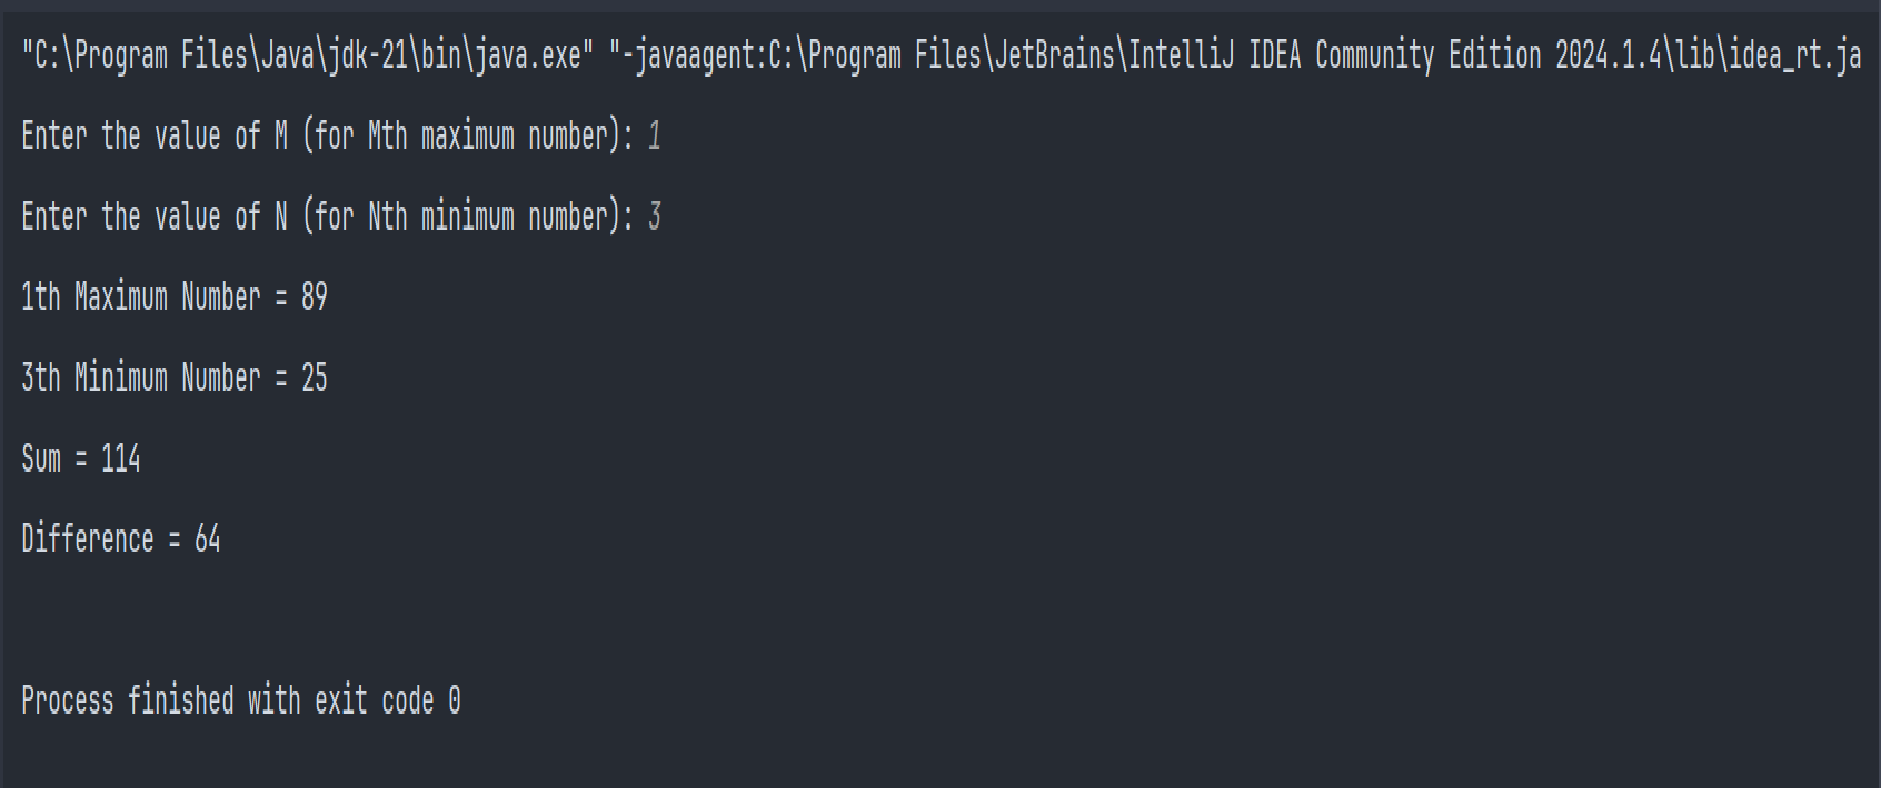 "C:\Program Files\Java\jdk-21\bin\java.exe" "-javaagent:C:\Program Files\JetBrains\IntelliJ IDEA Community Edition 2024.1.4\lib\idea_rt.ja
Enter the value of M (for Mth maximum number): 1
Enter the value of N (for Nth minimum number): 3
1th Maximum Number = 89
3th Minimum Number = 25
Sum = 114
Difference = 64
Process finished with exit code 0